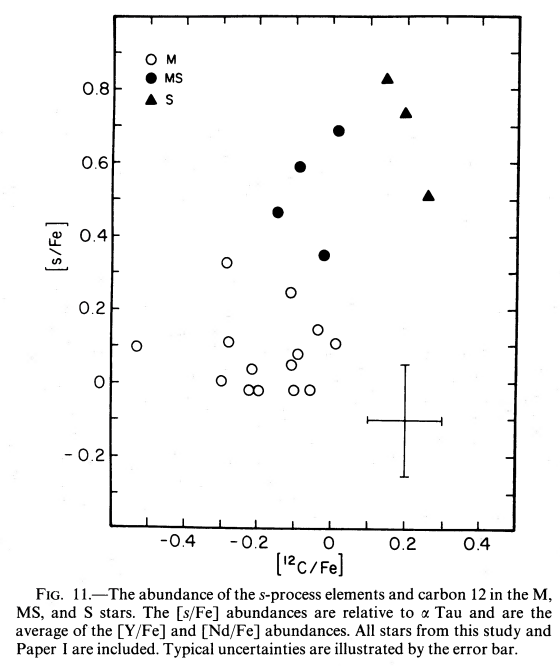 M
MS
S
0.8
0.6
0.4
0.2
0
-0.2
[s/Fe]
-0.4 -0.2 0 0.2 0.4
[¹²C/Fe]
FIG. 11.—The abundance of the s-process elements and carbon 12 in the M,
MS, and S stars. The [s/Fe] abundances are relative to α Tau and are the
average of the [Y/Fe] and [Nd/Fe] abundances. All stars from this study and
Paper I are included. Typical uncertainties are illustrated by the error bar.